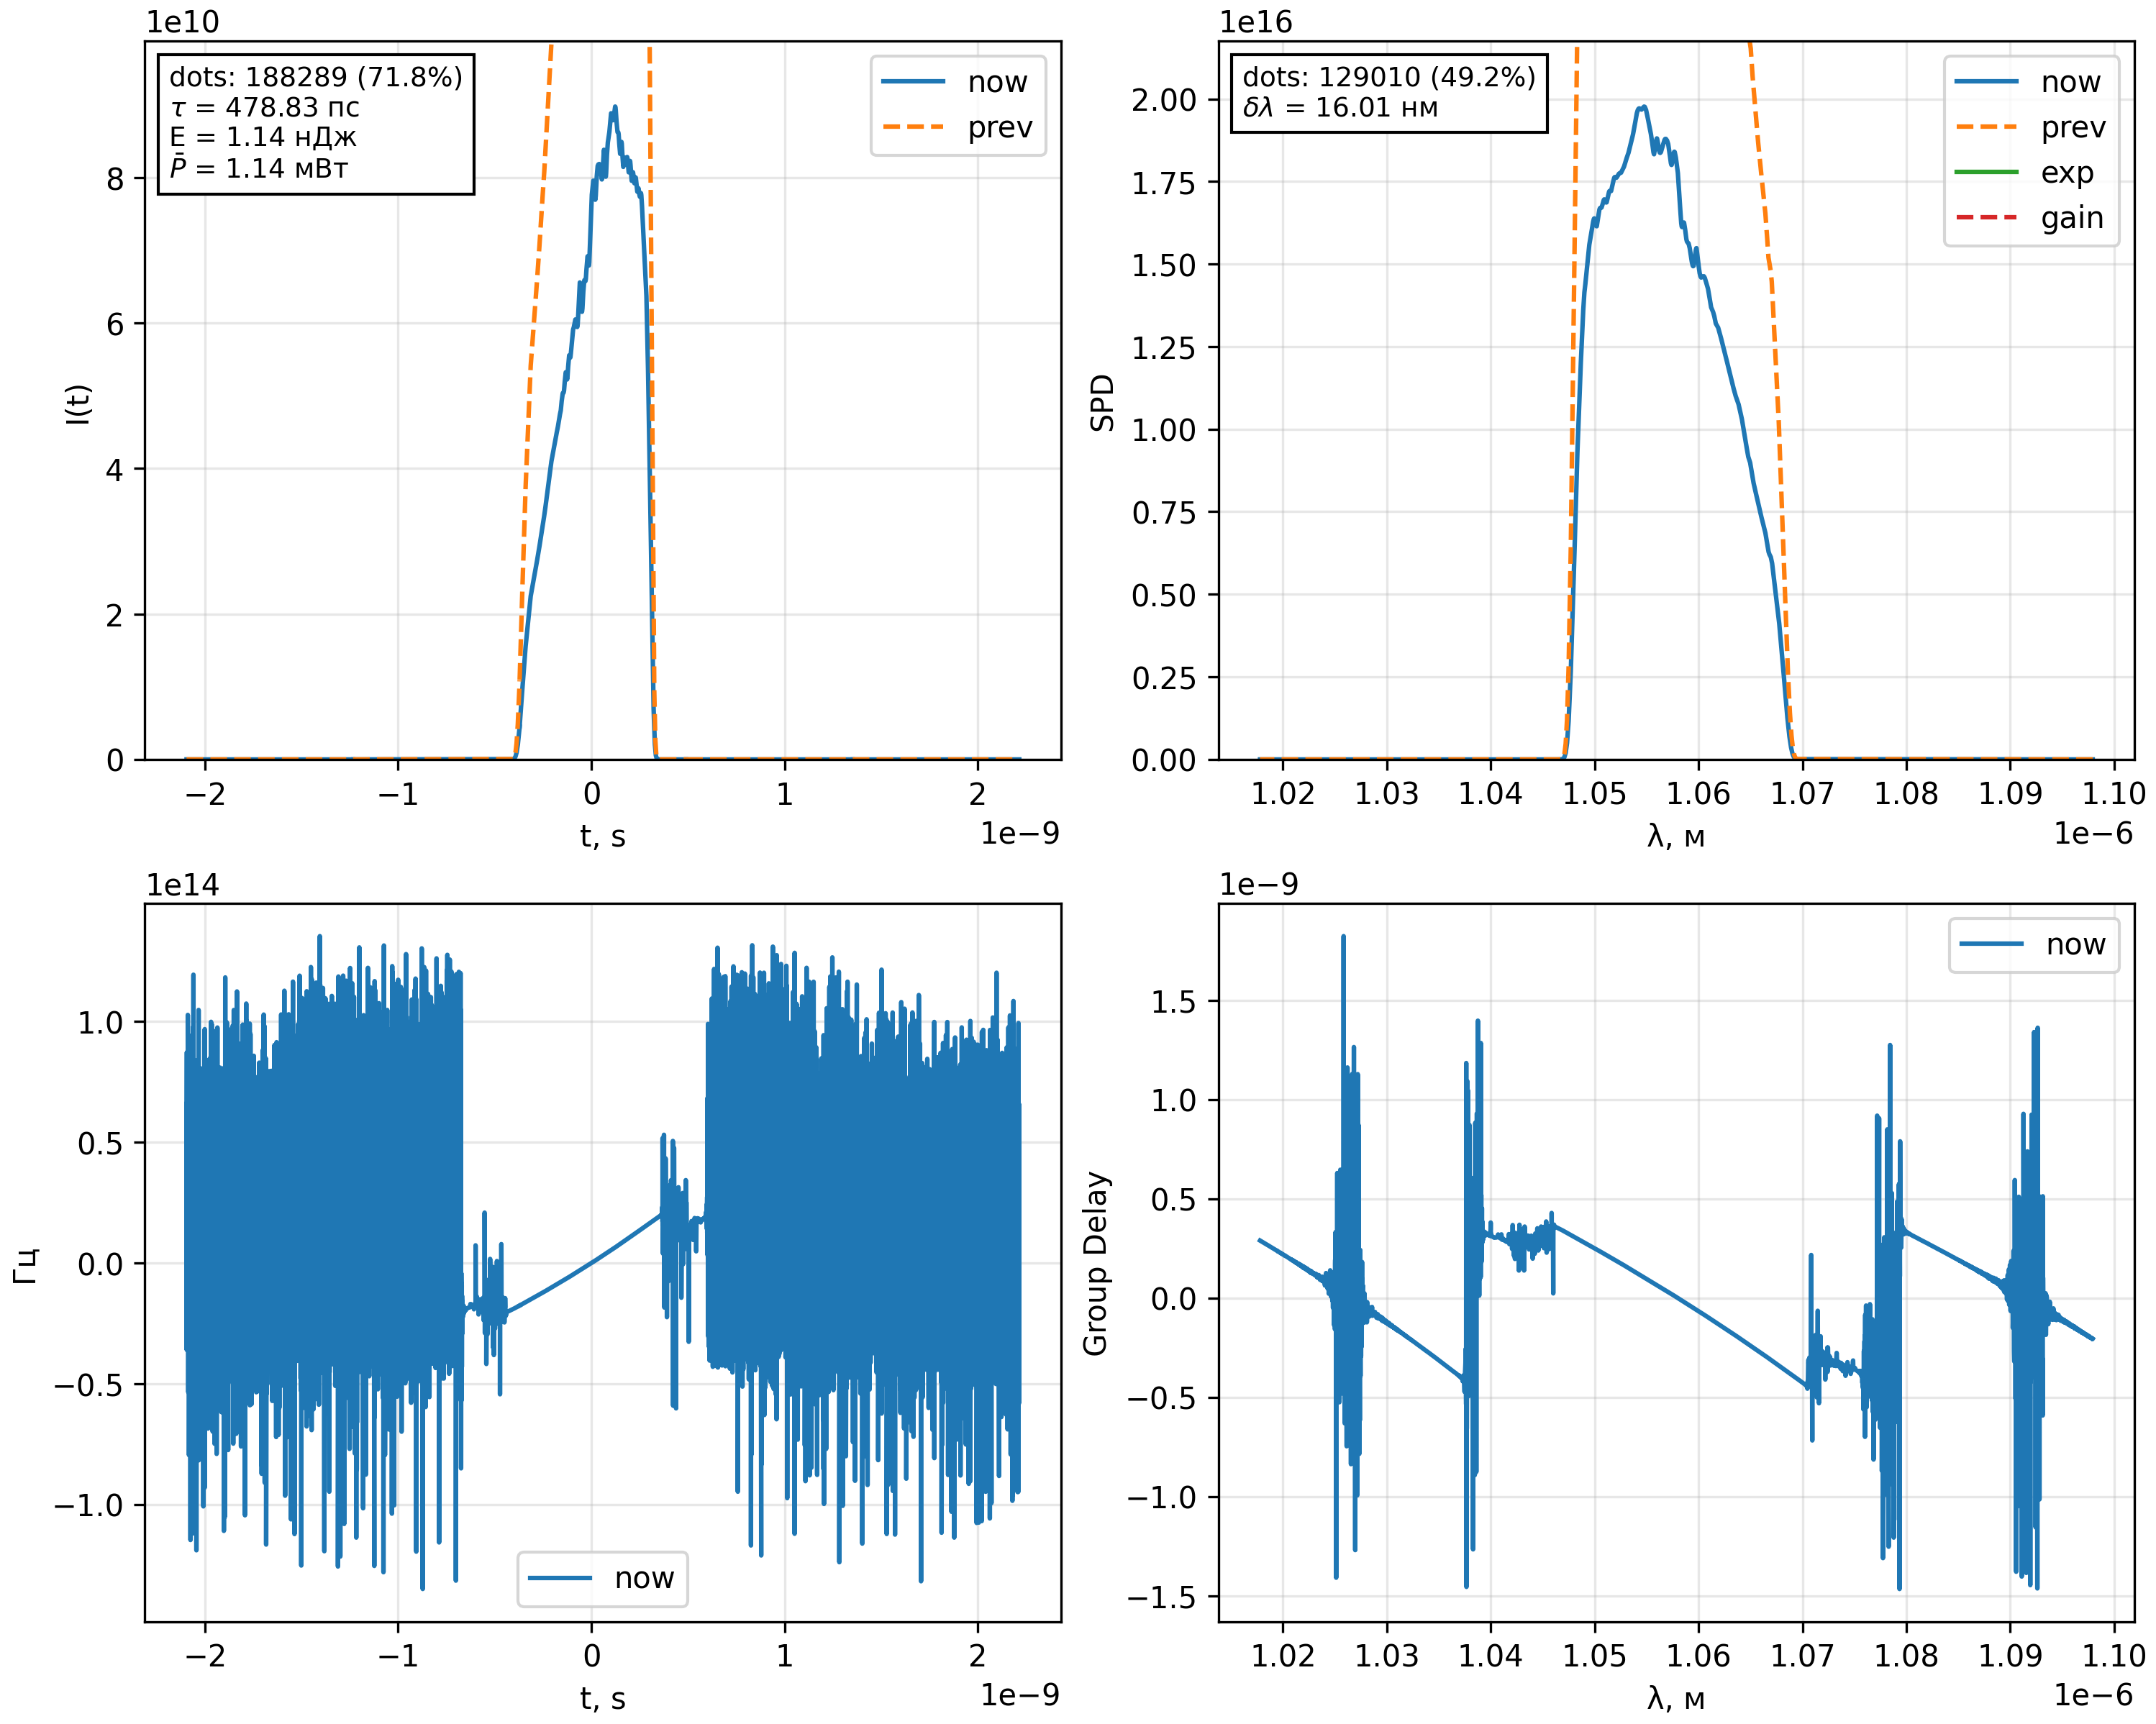 1e10
dots: 188289 (71.8%)
τ = 478.83 пс
E = 1.14 нДж
P̄ = 1.14 мВт
now
prev
8
6
4
2
0
I(t)
−2 −1 0 1 2
t, s
1e−9
1e16
dots: 129010 (49.2%)
δλ = 16.01 нм
now
prev
exp
gain
2.00
1.75
1.50
1.25
1.00
0.75
0.50
0.25
0.00
SPD
1.02 1.03 1.04 1.05 1.06 1.07 1.08 1.09 1.10
λ, м
1e−6
1e14
1.0
0.5
0.0
−0.5
−1.0
Гц
now
−2 −1 0 1 2
t, s
1e−9
1e−9
now
1.5
1.0
0.5
0.0
−0.5
−1.0
−1.5
Group Delay
1.02 1.03 1.04 1.05 1.06 1.07 1.08 1.09 1.10
λ, м
1e−6